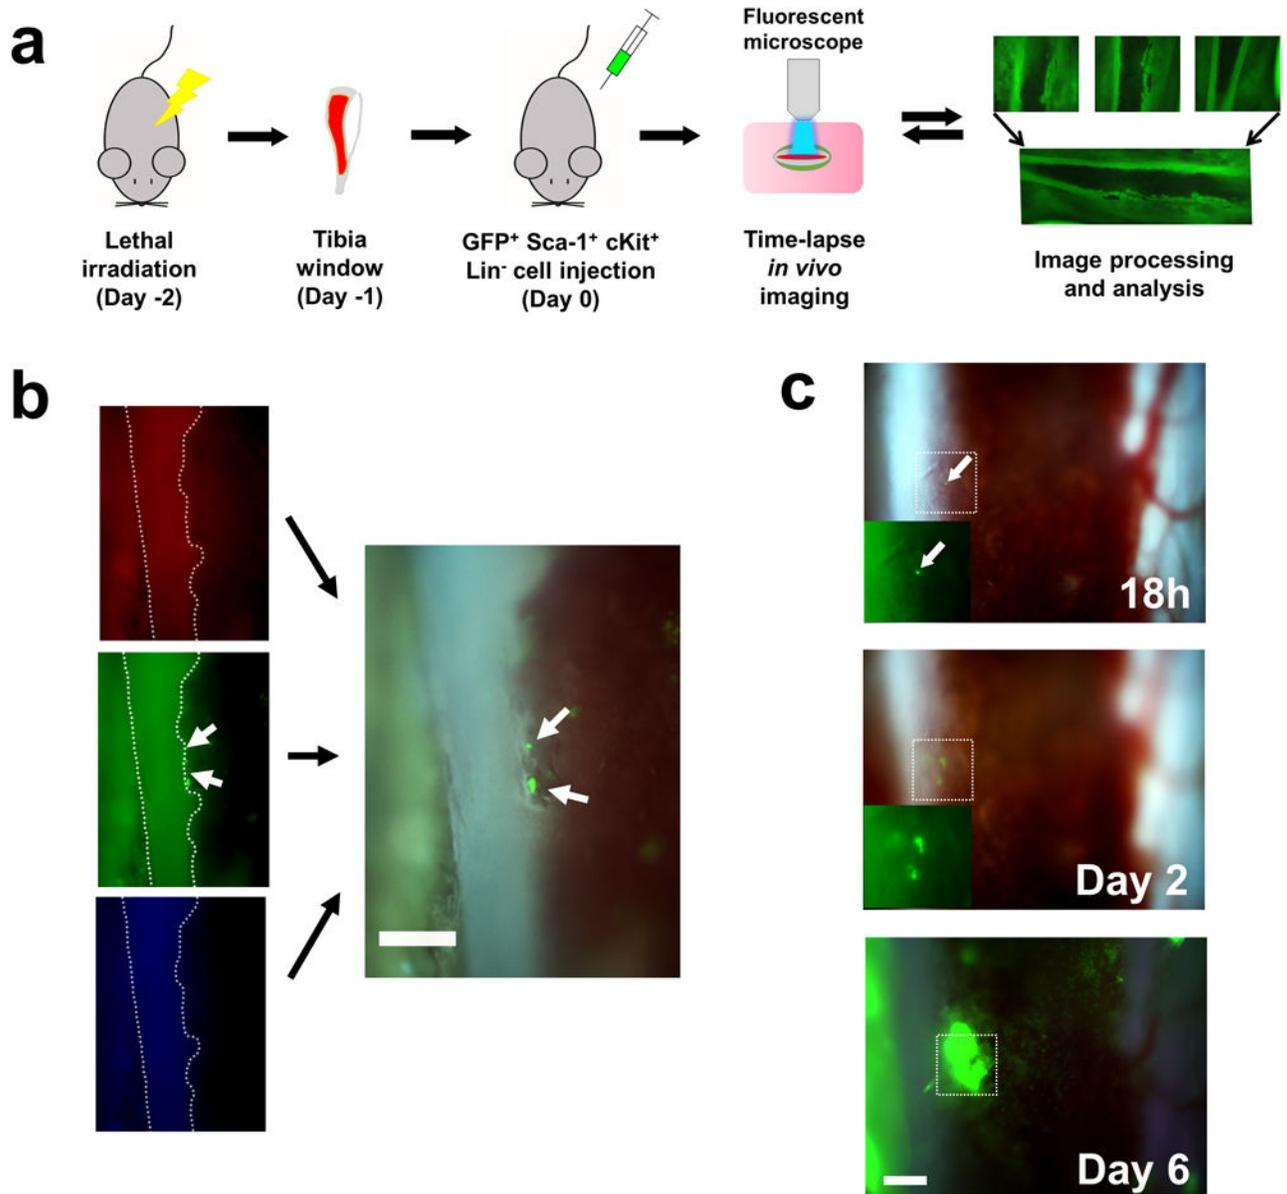 a
Fluorescent
microscope
Lethal
irradiation
(Day -2)
Tibia
window
(Day -1)
GFP⁺ Sca-1⁺ cKit⁺
Lin⁻ cell injection
(Day 0)
Time-lapse
in vivo
imaging
Image processing
and analysis
b
c
18h
Day 2
Day 6